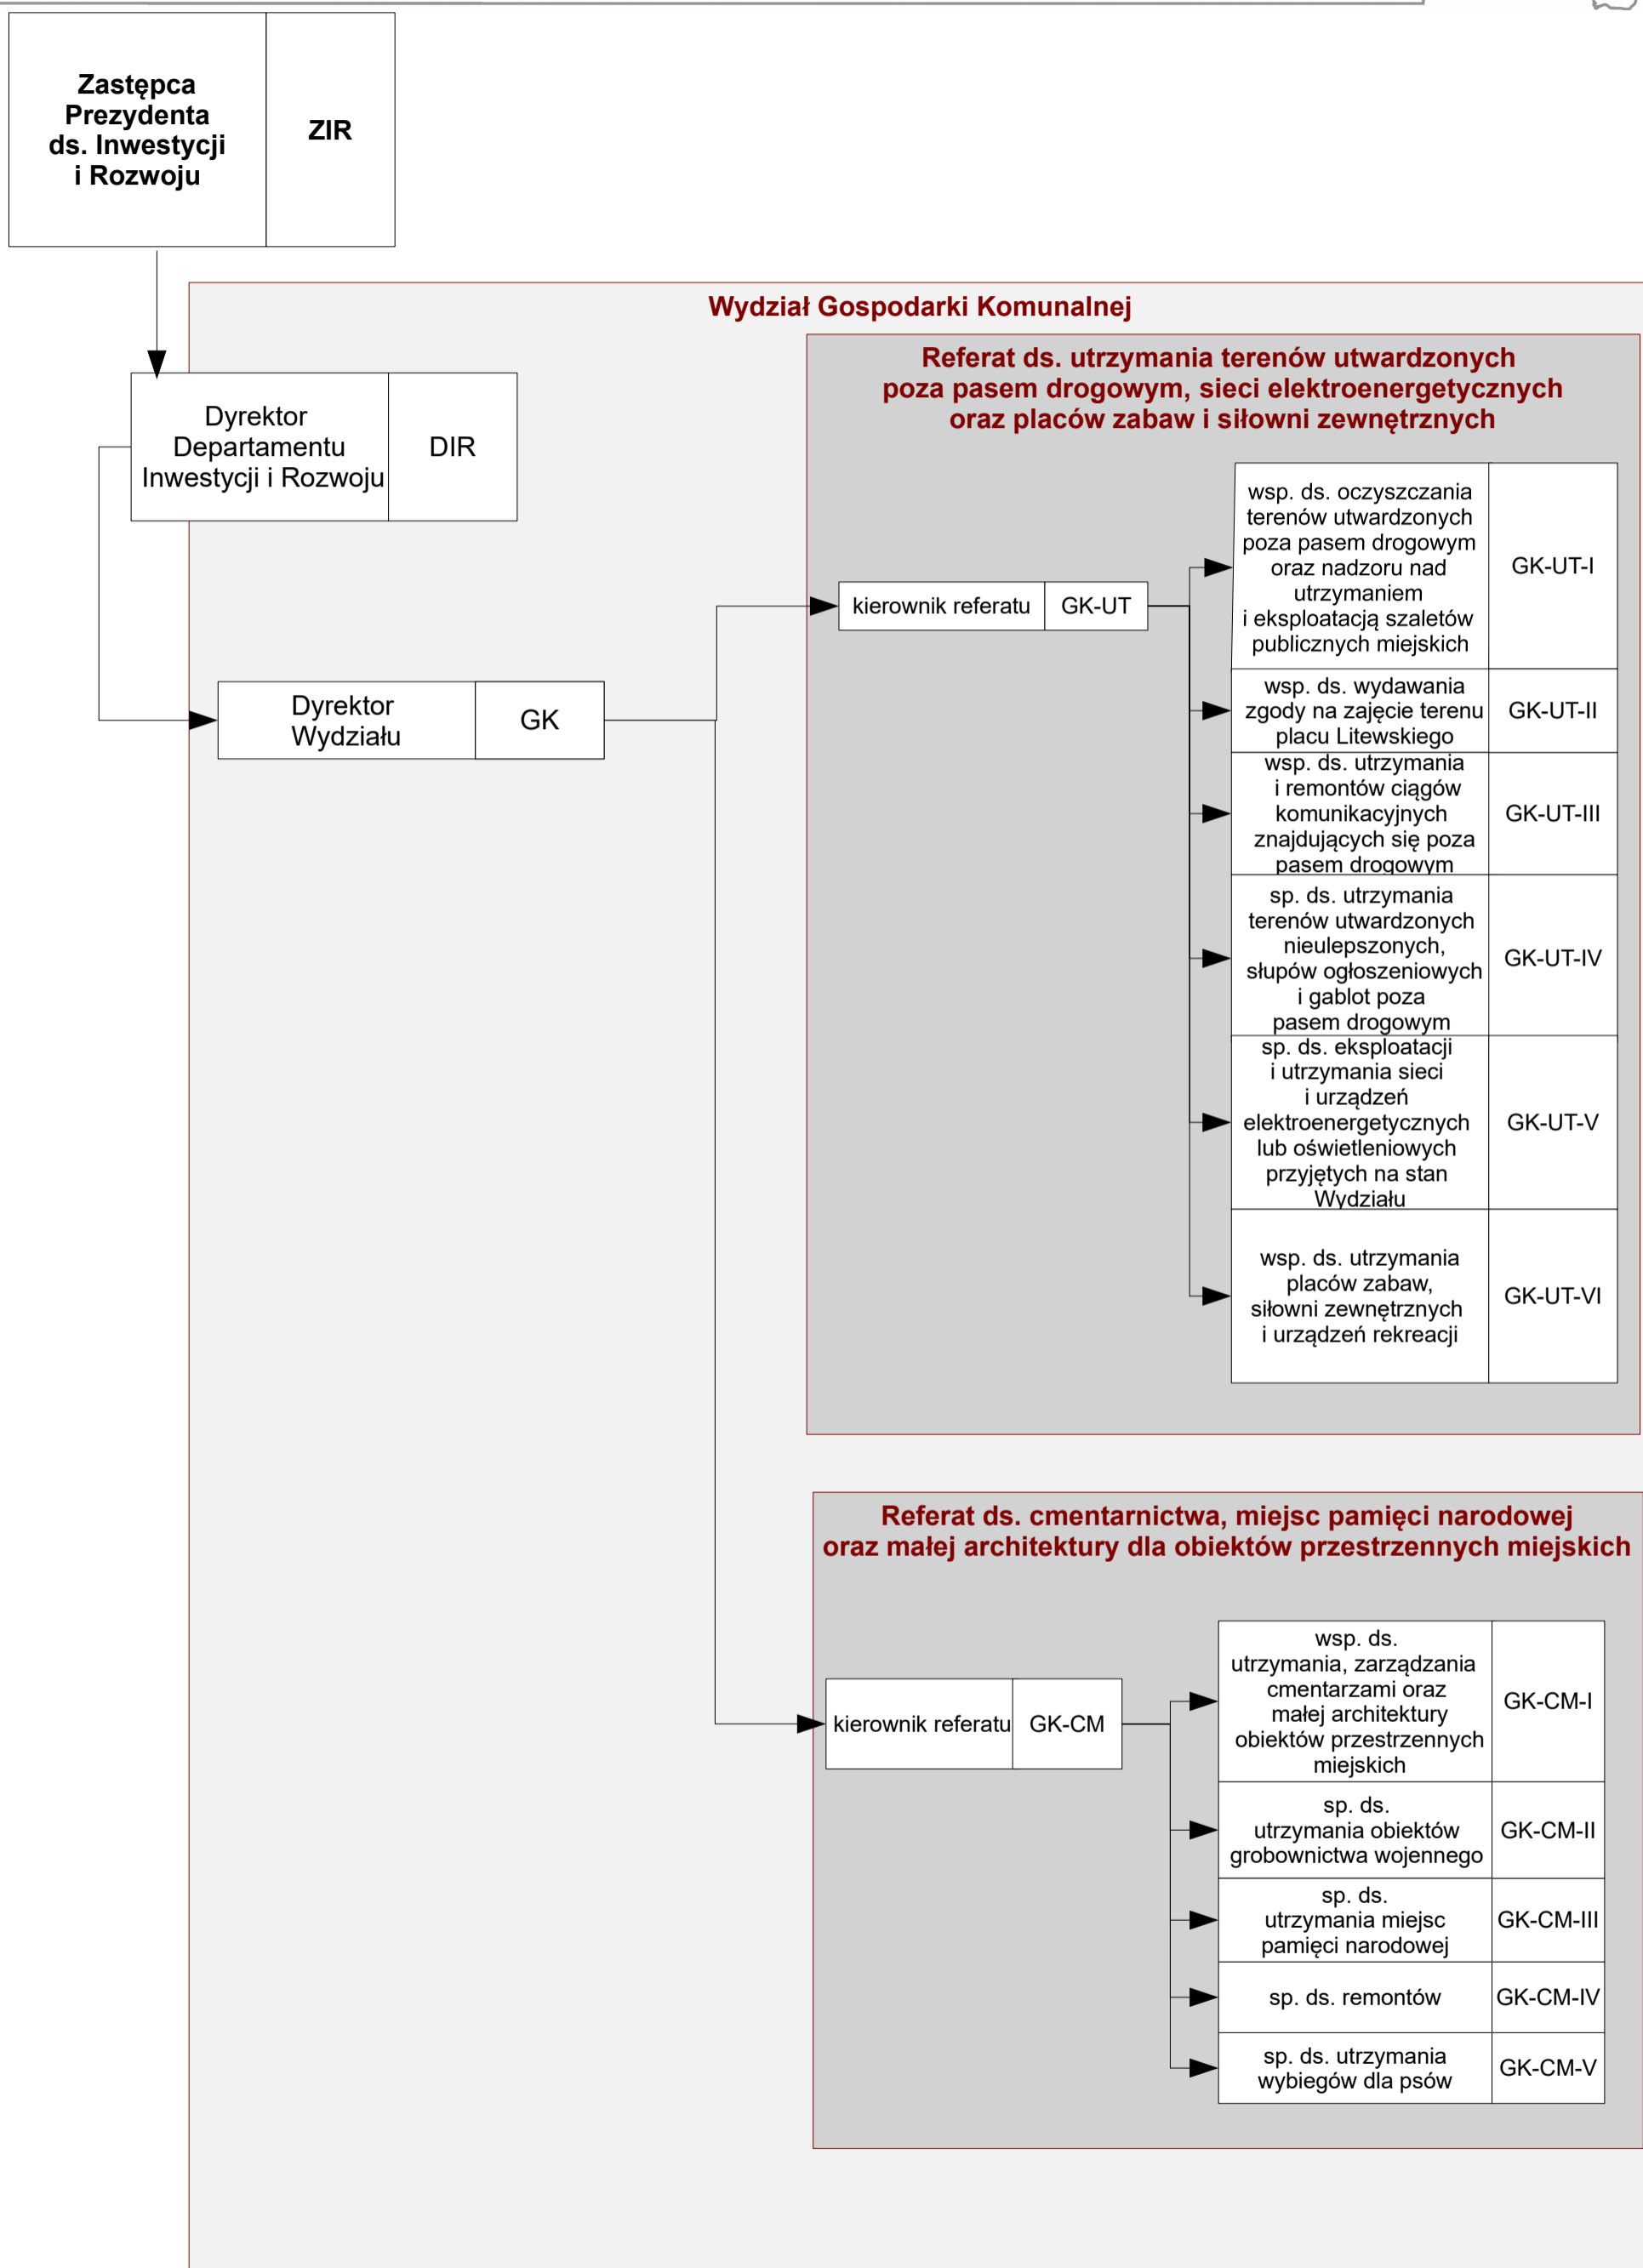 Zastępca
Prezydenta
ds. Inwestycji
i Rozwoju
ZIR
Wydział Gospodarki Komunalnej
Dyrektor
Departamentu
Inwestycji i Rozwoju
DIR
Dyrektor
Wydziału
GK
Referat ds. utrzymania terenów utwardzonych
poza pasem drogowym, sieci elektroenergetycznych
oraz placów zabaw i siłowni zewnętrznych
kierownik referatu
GK-UT
wsp. ds. oczyszczania
terenów utwardzonych
poza pasem drogowym
oraz nadzoru nad
utrzymaniem
i eksploatacją szaletów
publicznych miejskich
GK-UT-I
wsp. ds. wydawania
zgody na zajęcie terenu
placu Litewskiego
GK-UT-II
wsp. ds. utrzymania
i remontów ciągów
komunikacyjnych
znajdujących się poza
pasem drogowym
GK-UT-III
sp. ds. utrzymania
terenów utwardzonych
nieulepszonych,
słupów ogłoszeniowych
i gablot poza
pasem drogowym
GK-UT-IV
sp. ds. eksploatacji
i utrzymania sieci
i urządzeń
elektroenergetycznych
lub oświetleniowych
przyjętych na stan
Wydziału
GK-UT-V
wsp. ds. utrzymania
placów zabaw,
siłowni zewnętrznych
i urządzeń rekreacji
GK-UT-VI
Referat ds. cmentarnictwa, miejsc pamięci narodowej
oraz małej architektury dla obiektów przestrzennych miejskich
kierownik referatu
GK-CM
wsp. ds.
utrzymania, zarządzania
cmentarzami oraz
małej architektury
obiektów przestrzennych
miejskich
GK-CM-I
sp. ds.
utrzymania obiektów
grobownictwa wojennego
GK-CM-II
sp. ds.
utrzymania miejsc
pamięci narodowej
GK-CM-III
sp. ds. remontów
GK-CM-IV
sp. ds. utrzymania
wybiegów dla psów
GK-CM-V